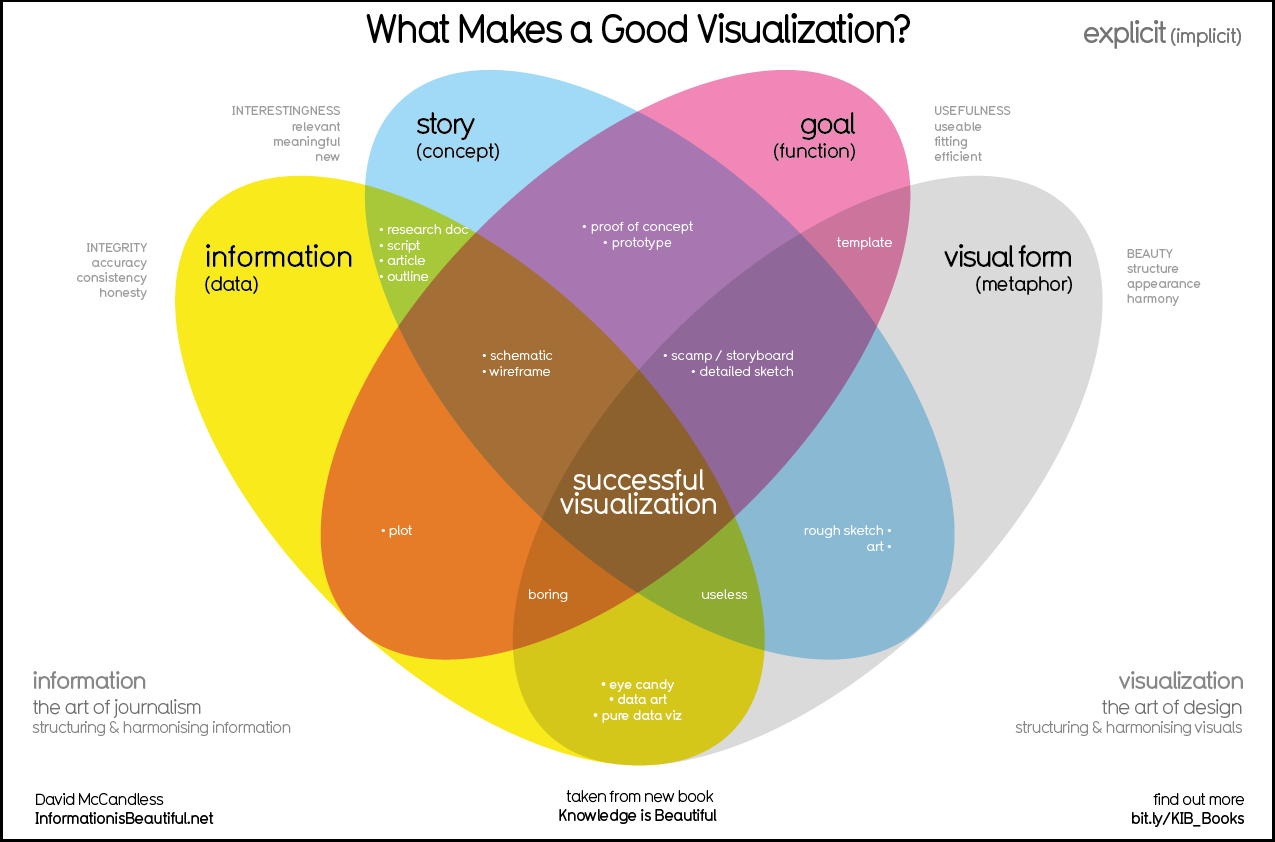 What Makes a Good Visualization?
explicit (implicit)
INTERESTINGNESS
relevant
meaningful
new
story
(concept)
goal
(function)
USEFULNESS
useable
fitting
efficient
INTEGRITY
accuracy
consistency
honesty
information
(data)
• research doc
• script
• article
• outline
• proof of concept
• prototype
template
visual form
(metaphor)
BEAUTY
structure
appearance
harmony
• schematic
• wireframe
• scamp / storyboard
• detailed sketch
successful
visualization
• plot
rough sketch •
art •
boring
useless
• eye candy
• data art
• pure data viz
information
the art of journalism
structuring & harmonising information
visualization
the art of design
structuring & harmonising visuals
David McCandless
InformationisBeautiful.net
taken from new book
Knowledge is Beautiful
find out more
bit.ly/KIB_Books